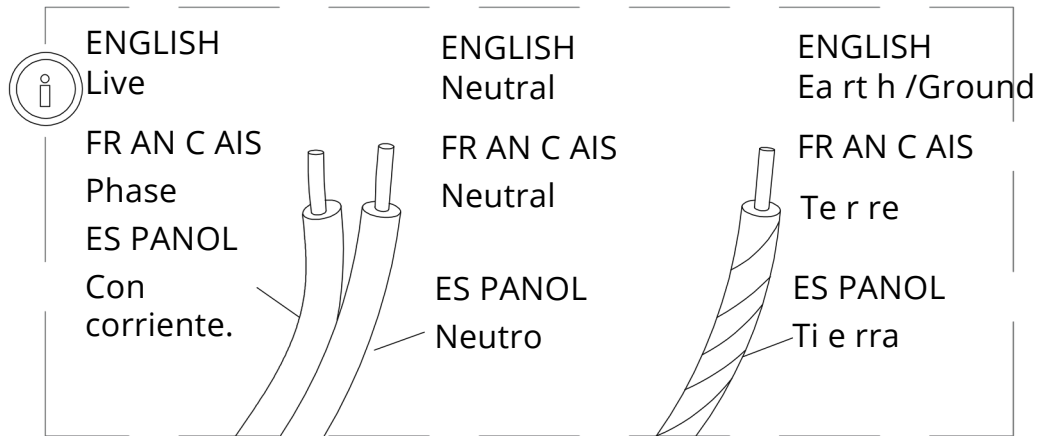 ENGLISH
Live
FR AN C AIS
Phase
ES PANOL
Con
corriente.
ENGLISH
Neutral
FR AN C AIS
Neutral
ES PANOL
Neutro
ENGLISH
Ea rt h /Ground
FR AN C AIS
Te r re
ES PANOL
Ti e rra